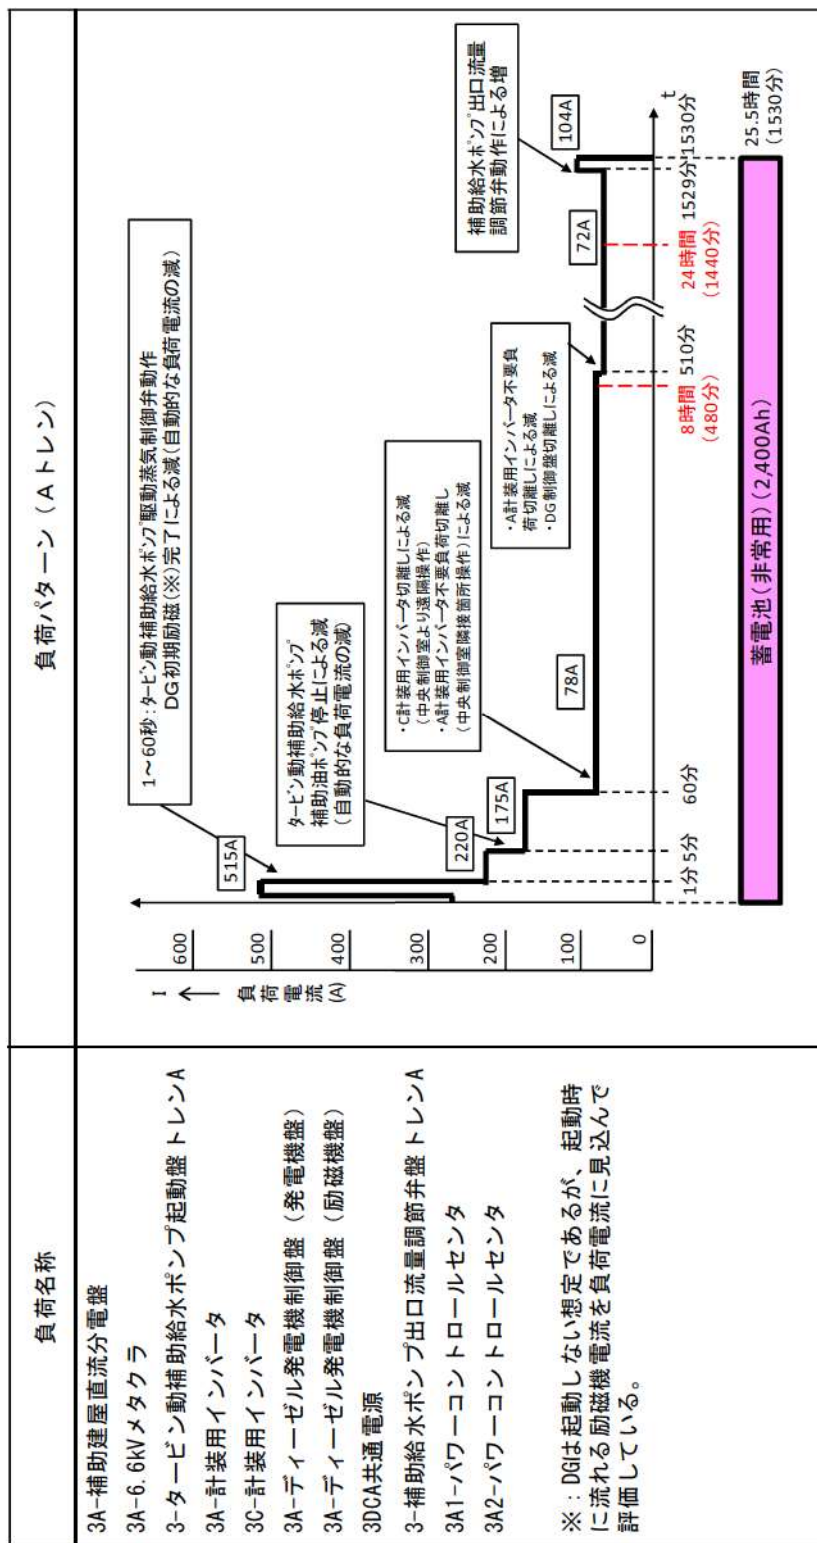 負荷名称
3A-補助建屋直流分電盤
3A-6.6kVメタクラ
3-タービン動補助給水ポンプ起動盤トレンA
3A-計装用インバータ
3C-計装用インバータ
3A-ディーゼル発電機制御盤（発電機盤）
3A-ディーゼル発電機制御盤（励磁機盤）
3DCA共通電源
3-補助給水ポンプ出口流量調節弁盤トレンA
3A1-パワーコントロールセンタ
3A2-パワーコントロールセンタ
※：DGは起動しない想定であるが、起動時
に流れる励磁機電流を負荷電流に見込んで
評価している。
負荷パターン（Aトレン）
I
負荷電流
(A)
600
500
400
300
200
100
0
1～60秒：タービン動補助給水ポンプ駆動蒸気制御弁動作
DG初期励磁(※)完了による減(自動的な負荷電流の減)
515A
タービン動補助給水ポンプ
補助油ポンプ停止による減
(自動的な負荷電流の減)
220A
175A
・C計装用インバータ切離しによる減
(中央制御室より遠隔操作)
・A計装用インバータ不要負荷切離し
(中央制御室隣接箇所操作)による減
78A
・A計装用インバータ不要負
荷切離しによる減
・DG制御盤切離しによる減
72A
補助給水ポンプ出口流量
調節弁動作による増
104A
t
1分
5分
60分
8時間
(480分)
510分
24時間
(1440分)
1529分
1530分
蓄電池(非常用)(2,400Ah)
25.5時間
(1530分)